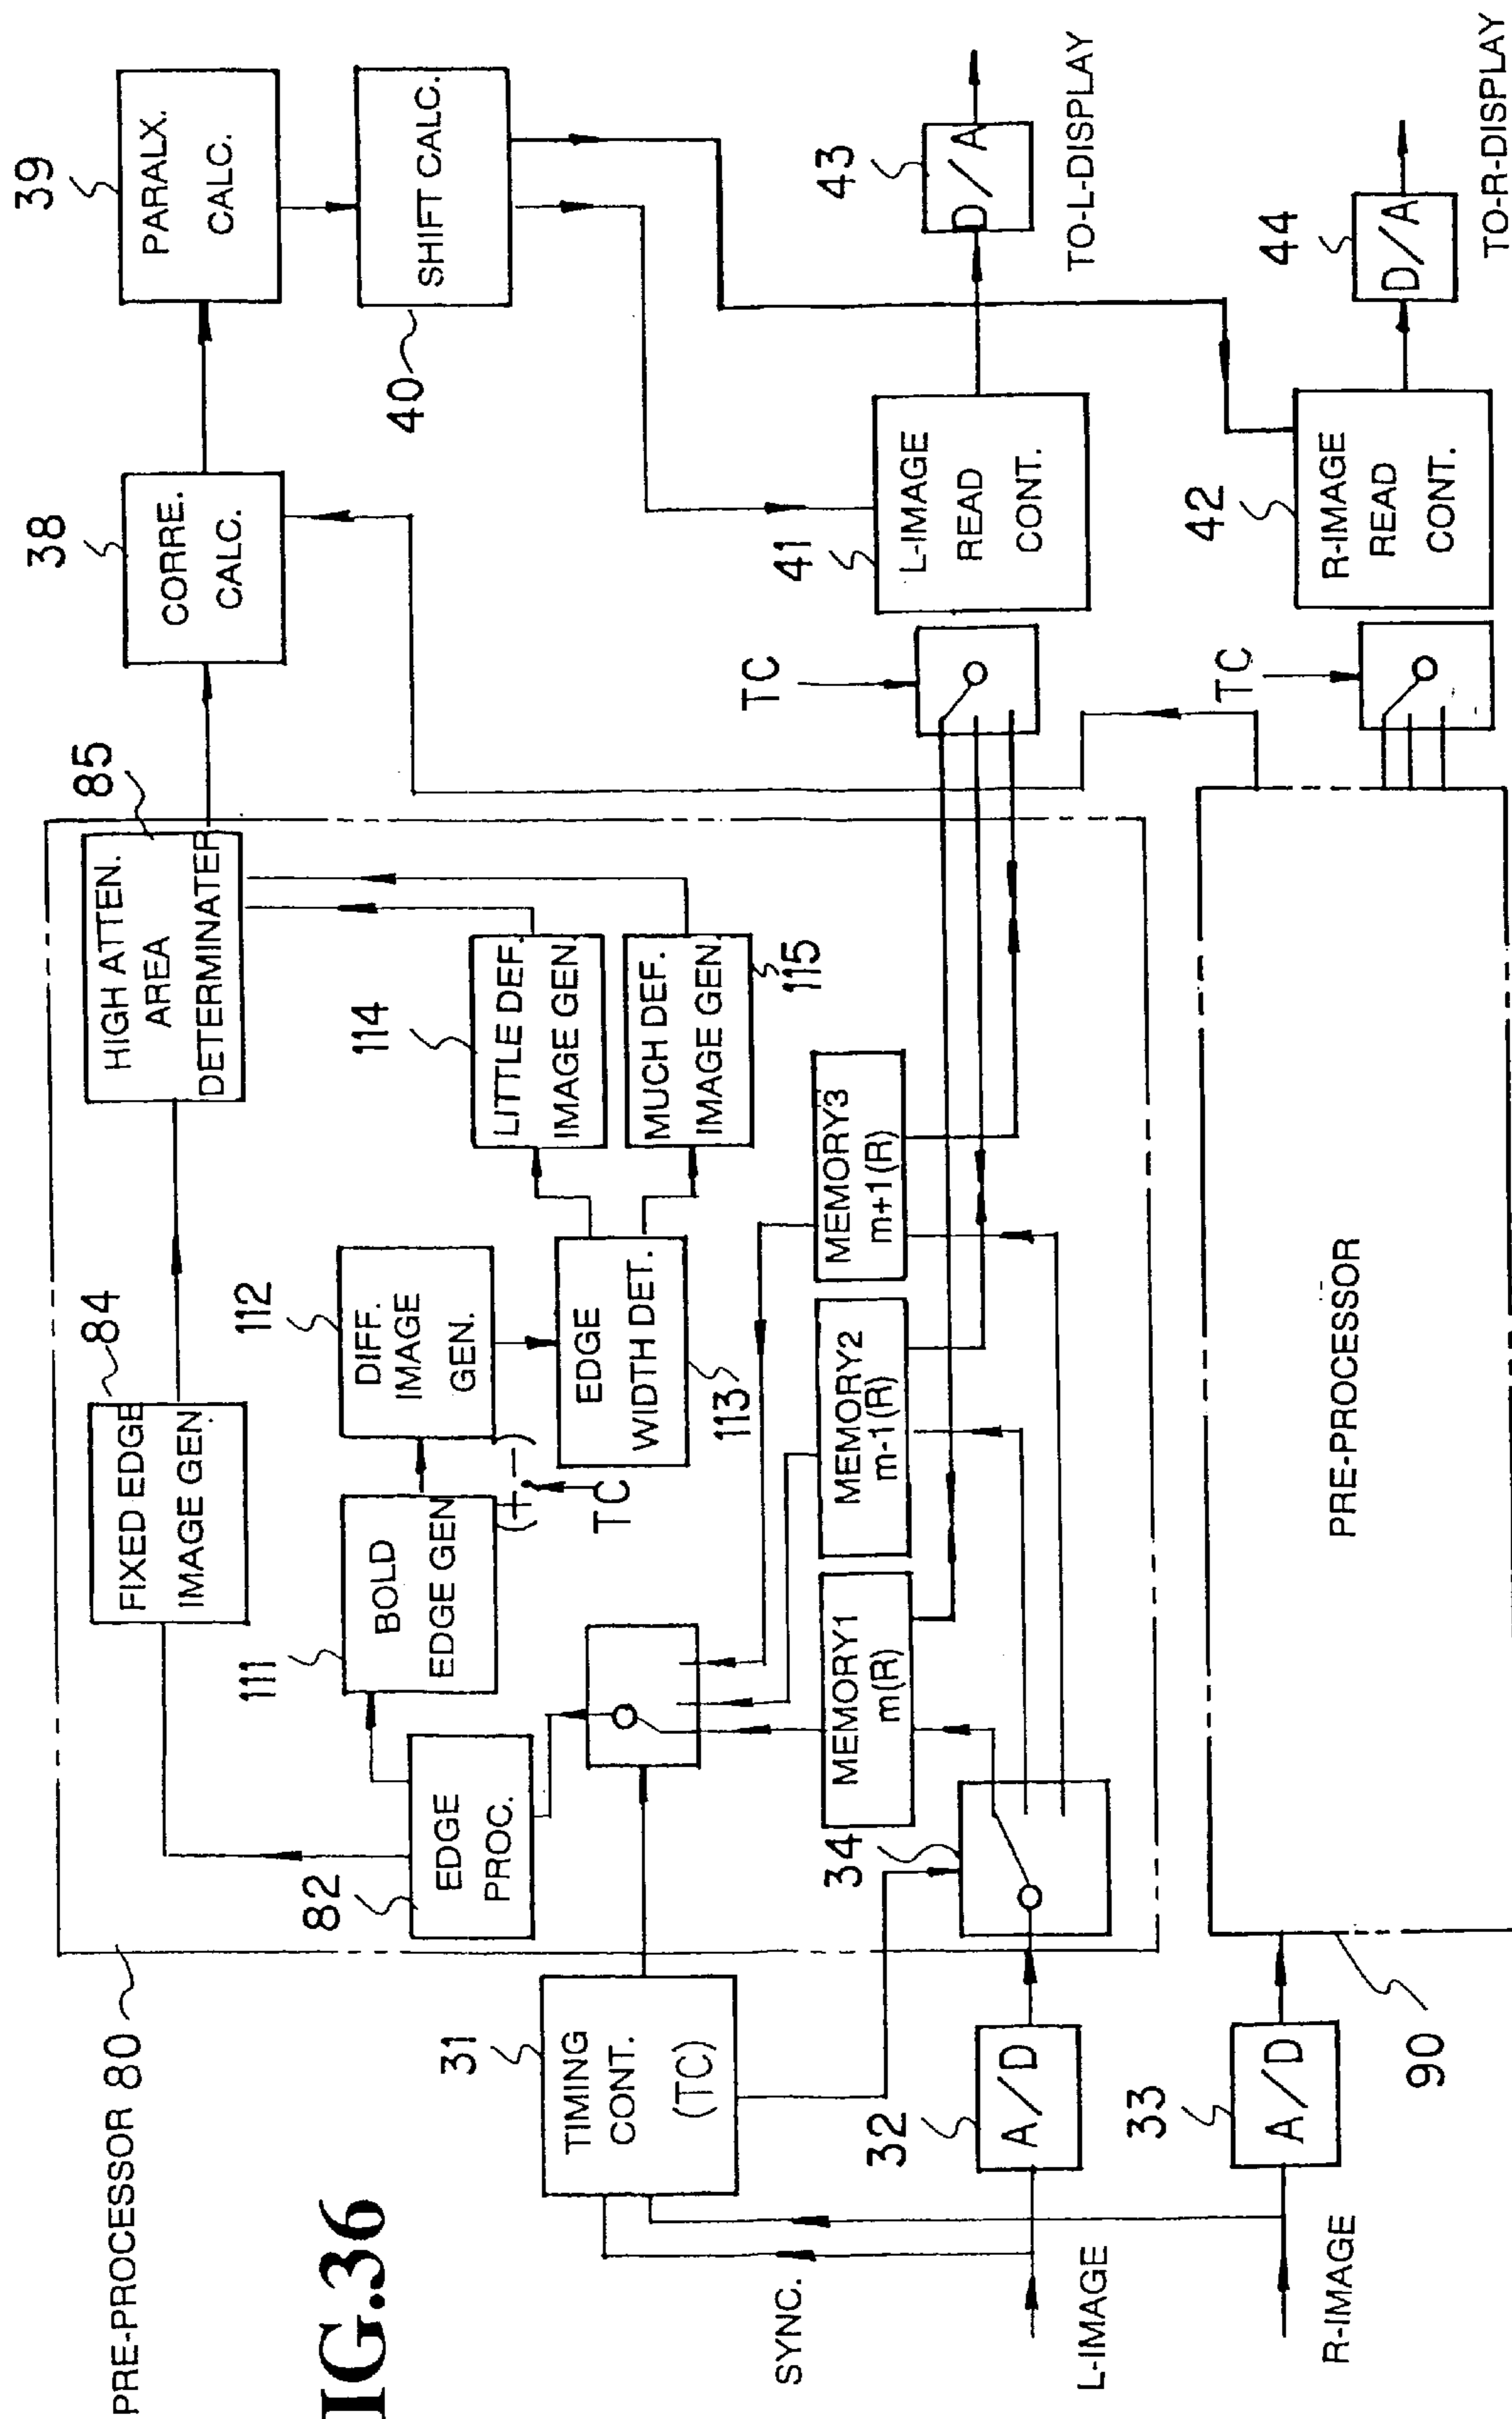 IG.36
PRE-PROCESSOR 80
SYNC.
L-IMAGE
R-IMAGE
31
TIMING
CONT.
(TC)
32
A/D
33
A/D
90
82
EDGE
PROC.
34
84
FIXED EDGE
IMAGE GEN
111
BOLD
EDGE GEN
(+−)
TC
112
DIFF.
IMAGE
GEN.
EDGE
WIDTH DET.
113
114
LITTLE DEF.
IMAGE GEN.
MUCH DEF.
IMAGE GEN.
115
MEMORY1
m(R)
MEMORY2
m-1(R)
MEMORY3
m+1(R)
85
HIGH ATTEN.
AREA
DETERMINATER
PRE-PROCESSOR
38
CORRE.
CALC.
39
PARALX.
CALC.
SHIFT CALC.
40
TC
41
L-IMAGE
READ
CONT.
TC
42
R-IMAGE
READ
CONT.
43
D/A
TO-L-DISPLAY
44
D/A
TO-R-DISPLAY